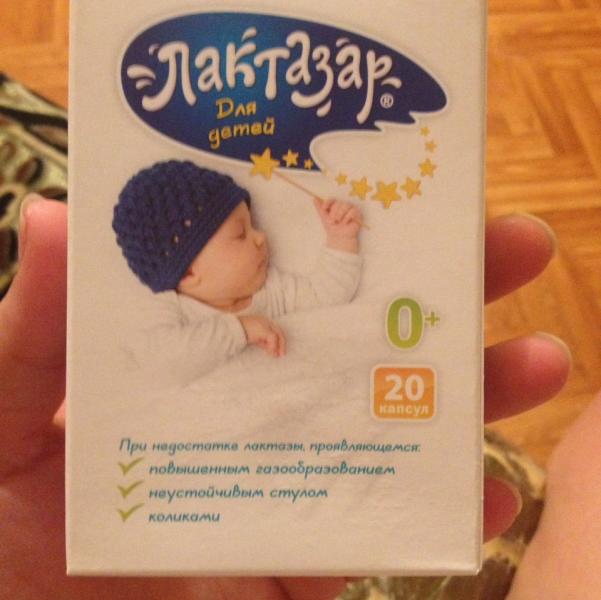 Лактазар®
Для
детей
0+
20
капсул
При недостатке лактазы, проявляющемся:
повышенным газообразованием
неустойчивым стулом
коликами